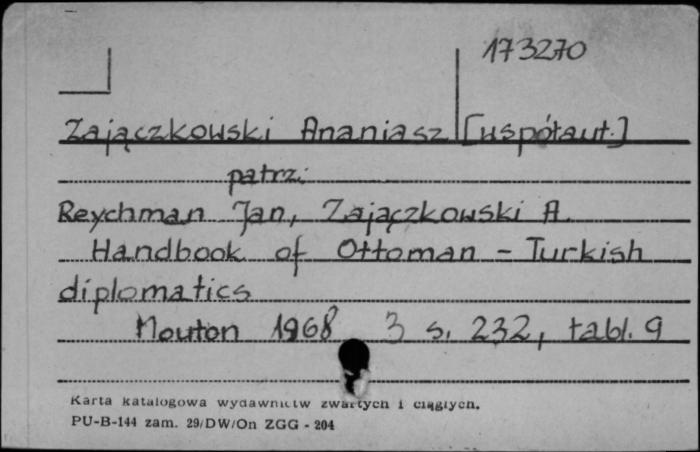 173270
Zajączkowski Ananiasz [współaut.]
patrz:
Reychman Jan, Zajączkowski A.
Handbook of Ottoman - Turkish
diplomatics
Mouton 1968 3 s. 232, tabl. 9
Karta katalogowa wydawnictw zwartych i ciągłych.
PU-B-144 zam. 29/DW/On ZGG - 204